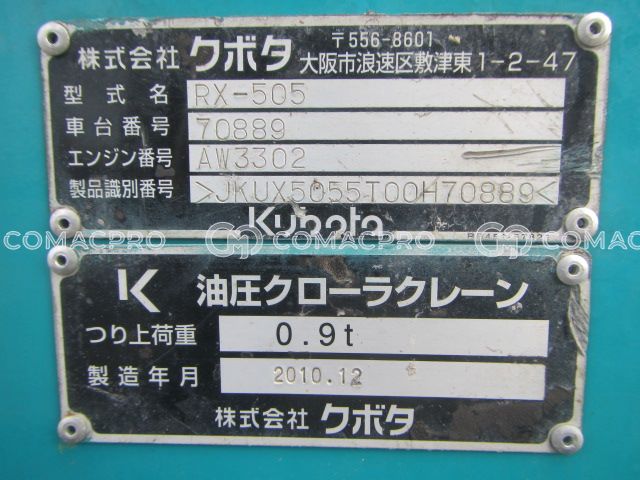 株式会社 クボタ 〒556-8601
大阪市浪速区敷津東1-2-47
型式名 RX-505
車台番号 70889
エンジン番号 AW3302
製品識別番号 >JKUX5055T00H70889<
Kubota
COMACPRO COMACPRO COMACPRO
K 油圧クローラクレーン
つり上荷重 0.9t
製造年月 2010.12
株式会社 クボタ